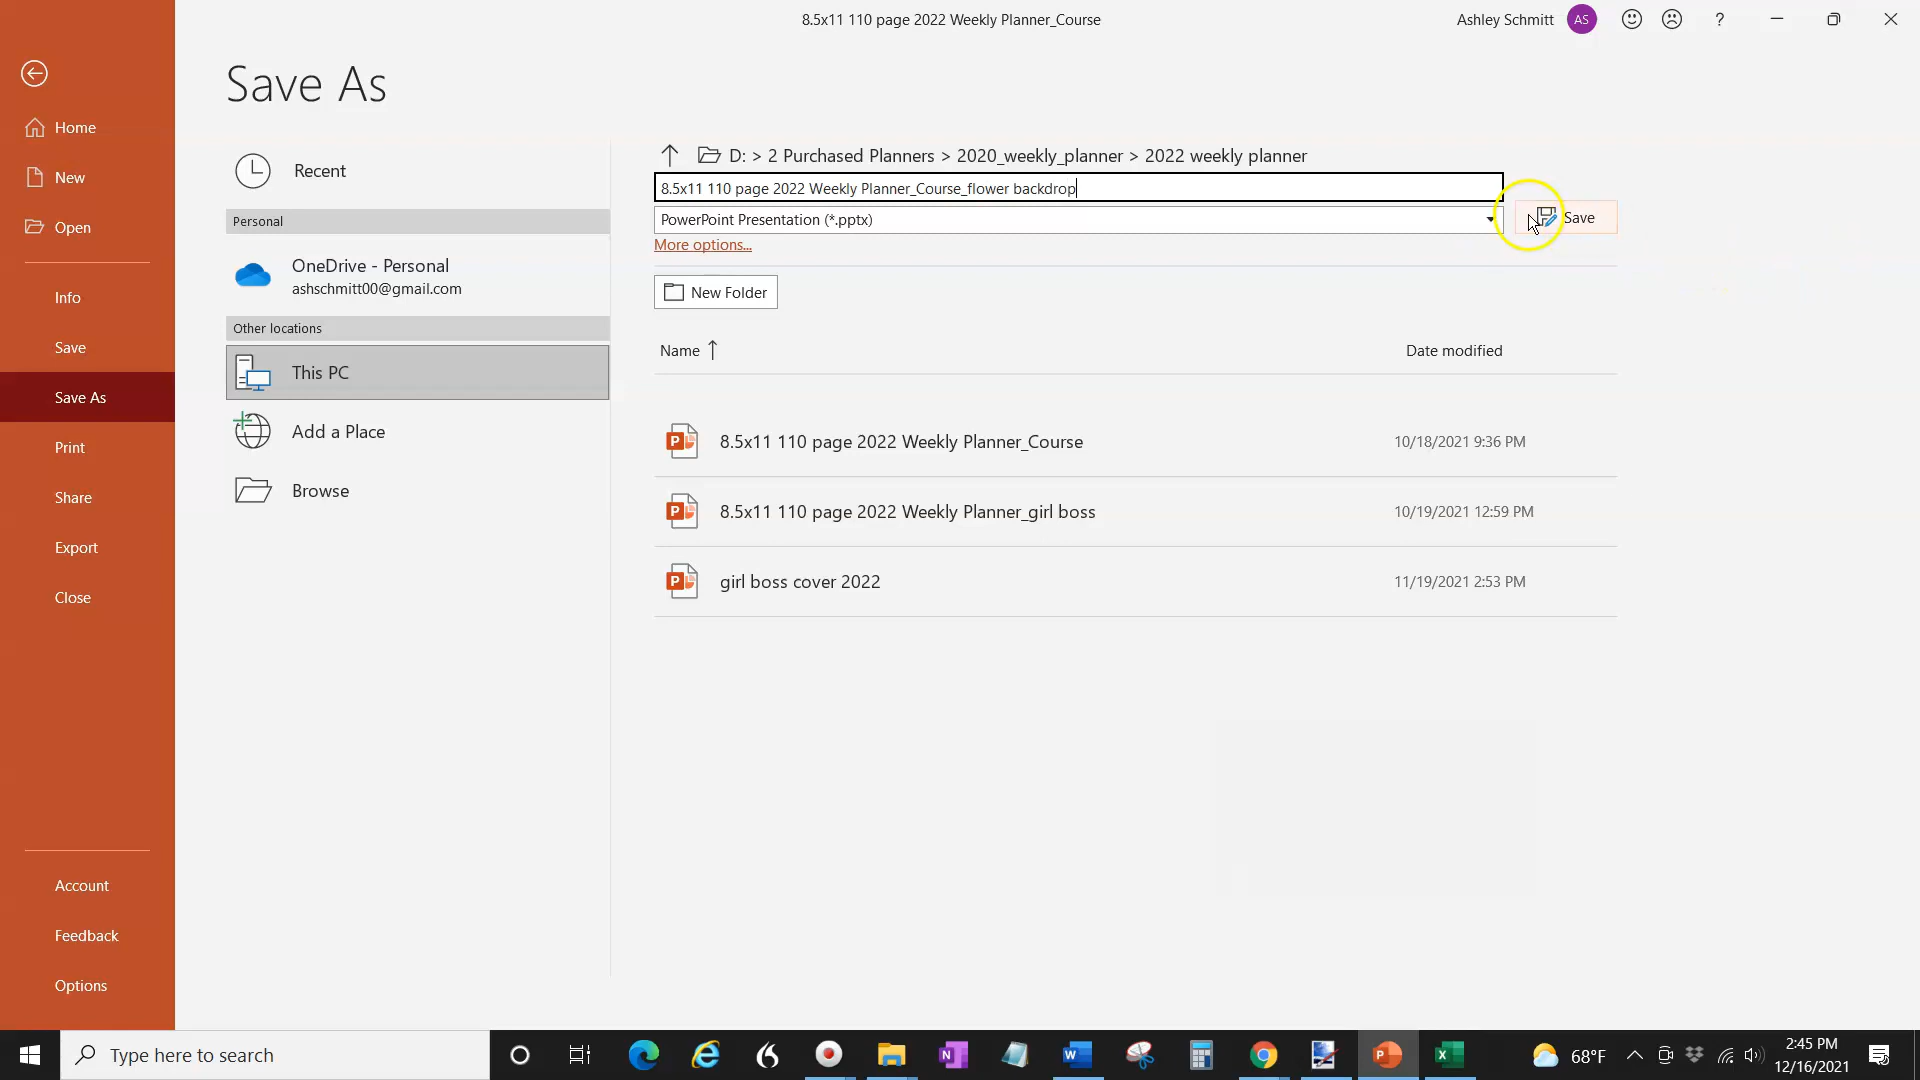 8.5x11 110 page 2022 Weekly Planner_Course
Ashley Schmitt AS
?
Save As
Home
New
Open
Info
Save
Save As
Print
Share
Export
Close
Account
Feedback
Options
Recent
Personal
OneDrive - Personal
ashschmitt00@gmail.com
Other locations
This PC
Add a Place
Browse
D: > 2 Purchased Planners > 2020_weekly_planner > 2022 weekly planner
8.5x11 110 page 2022 Weekly Planner_Course_flower backdrop
PowerPoint Presentation (*.pptx)
Save
More options...
New Folder
Name Date modified
8.5x11 110 page 2022 Weekly Planner_Course 10/18/2021 9:36 PM
8.5x11 110 page 2022 Weekly Planner_girl boss 10/19/2021 12:59 PM
girl boss cover 2022 11/19/2021 2:53 PM
Type here to search
68°F
2:45 PM
12/16/2021